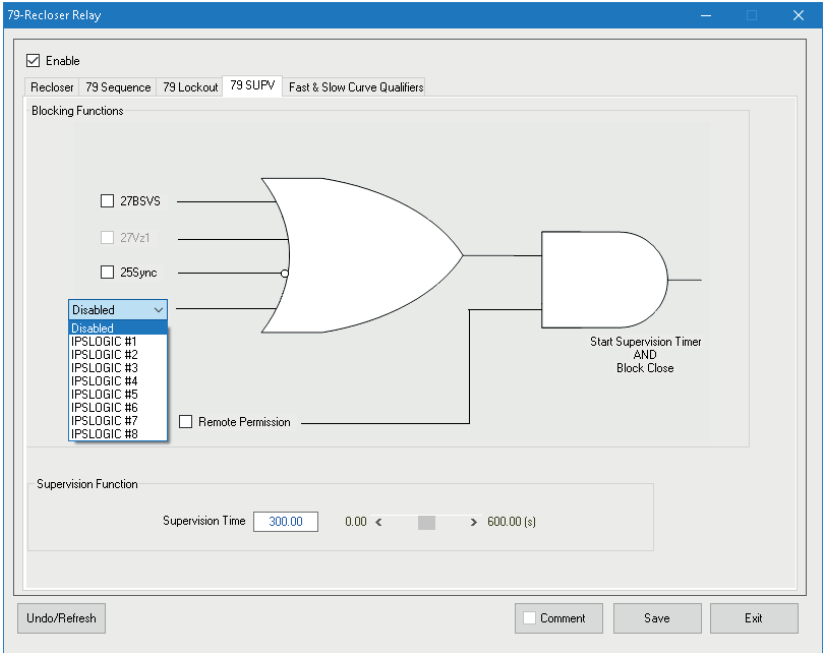 79-Recloser Relay
Enable
Recloser 79 Sequence 79 Lockout 79 SUPV Fast & Slow Curve Qualifiers
Blocking Functions
27BSVS
27Vz1
25Sync
Disabled
Disabled
IPSLOGIC #1
IPSLOGIC #2
IPSLOGIC #3
IPSLOGIC #4
IPSLOGIC #5
IPSLOGIC #6
IPSLOGIC #7
IPSLOGIC #8
Start Supervision Timer
AND
Block Close
Remote Permission
Supervision Function
Supervision Time 300.00 0.00 < > 600.00 (s)
Undo/Refresh Comment Save Exit